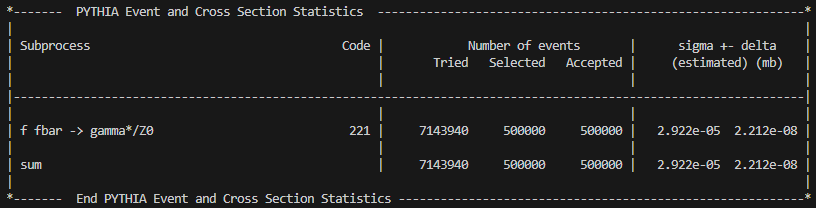 *-------  PYTHIA Event and Cross Section Statistics  -------------------------------------------------------------*
|                                                                                                                 |
| Subprocess                                    Code |            Number of events       |      sigma +- delta    |
|                                                    |       Tried   Selected   Accepted |     (estimated) (mb)   |
|                                                    |                                   |                        |
|-----------------------------------------------------------------------------------------------------------------|
|                                                    |                                   |                        |
| f fbar -> gamma*/Z0                            221 |     7143940     500000     500000 |   2.922e-05  2.212e-08 |
|                                                    |                                   |                        |
| sum                                                |     7143940     500000     500000 |   2.922e-05  2.212e-08 |
|                                                                                                                 |
*-------  End PYTHIA Event and Cross Section Statistics ----------------------------------------------------------*